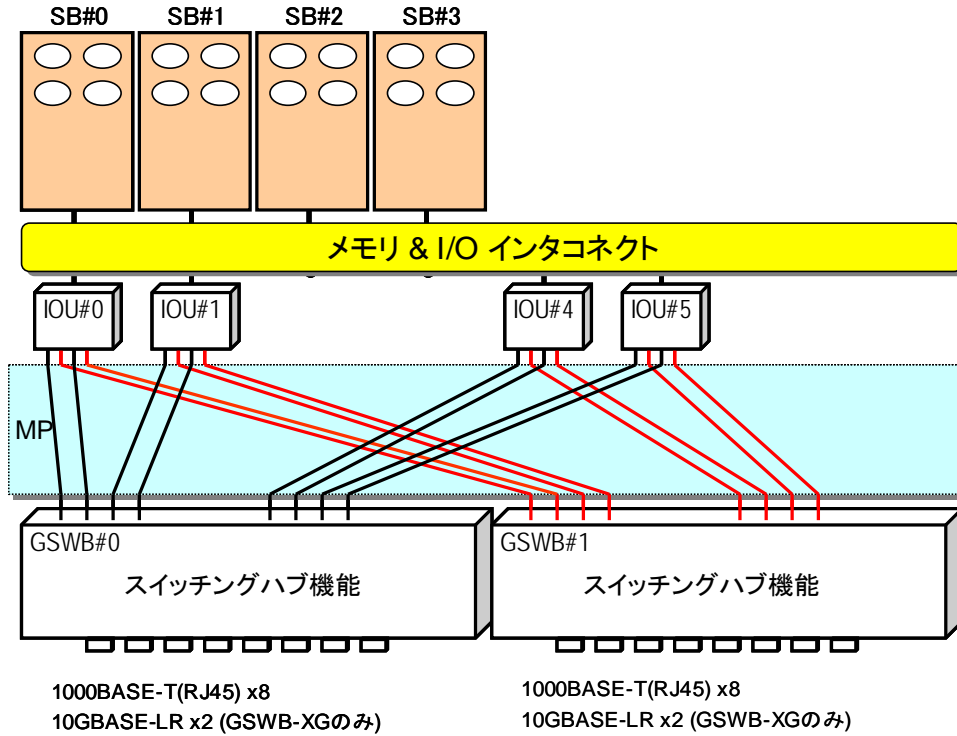 SB#0 SB#1 SB#2 SB#3
メモリ & I/O インタコネクト
IOU#0 IOU#1 IOU#4 IOU#5
MP
GSWB#0 GSWB#1
スイッチングハブ機能 スイッチングハブ機能
1000BASE-T(RJ45) x8
10GBASE-LR x2 (GSWB-XGのみ)
1000BASE-T(RJ45) x8
10GBASE-LR x2 (GSWB-XGのみ)